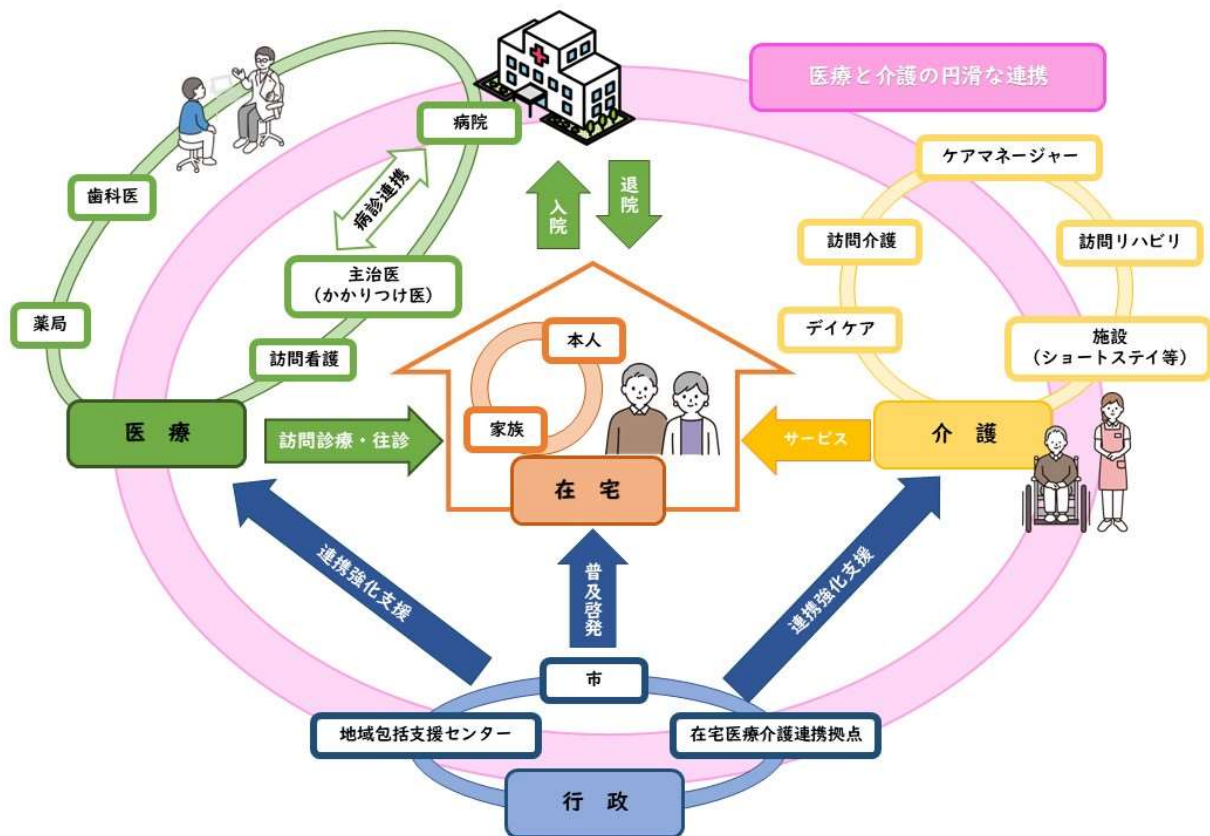 医療と介護の円滑な連携
病院
歯科医
病診連携
主治医
(かかりつけ医)
薬局
訪問看護
医 療
入院
退院
ケアマネージャー
訪問介護
訪問リハビリ
デイケア
施設
(ショートステイ等)
介 護
本人
家族
在 宅
訪問診療・往診
サービス
連携強化支援
普及啓発
連携強化支援
市
地域包括支援センター
在宅医療介護連携拠点
行 政